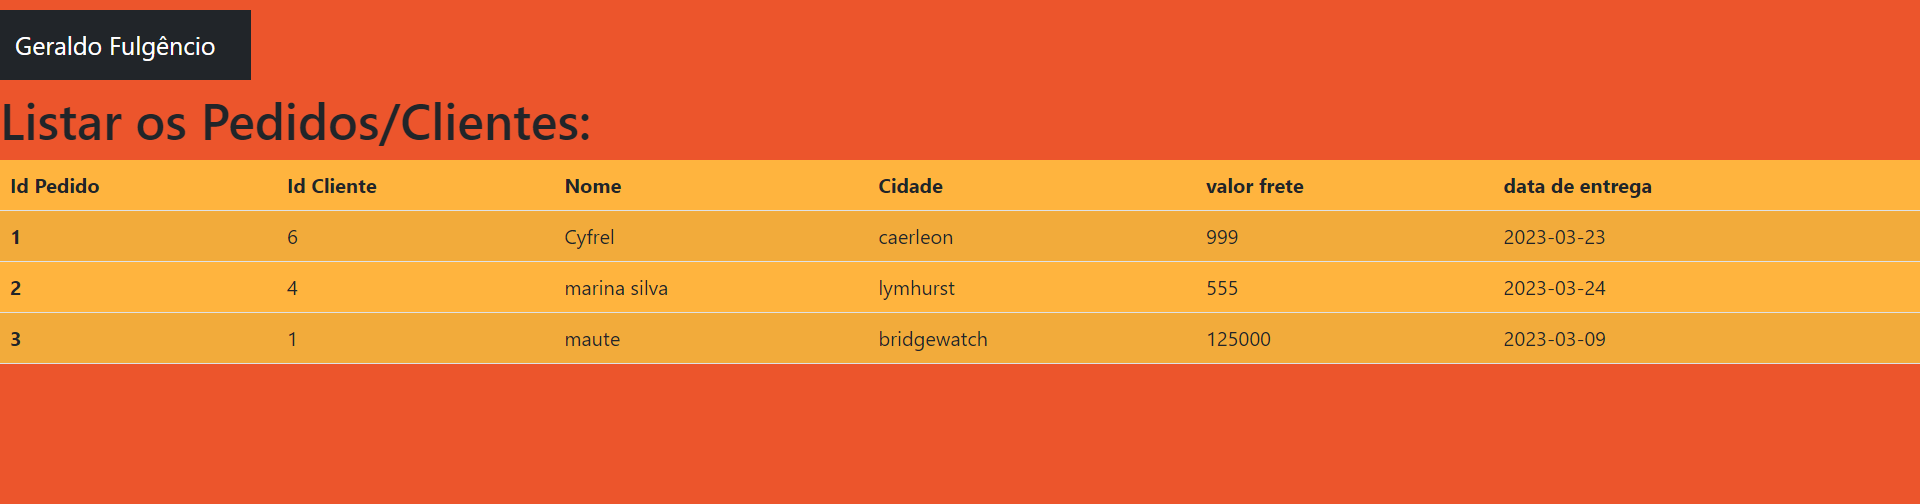 Geraldo Fulgêncio
Listar os Pedidos/Clientes:
Id Pedido Id Cliente Nome Cidade valor frete data de entrega
1 6 Cyfrel caerleon 999 2023-03-23
2 4 marina silva lymhurst 555 2023-03-24
3 1 maute bridgewatch 125000 2023-03-09